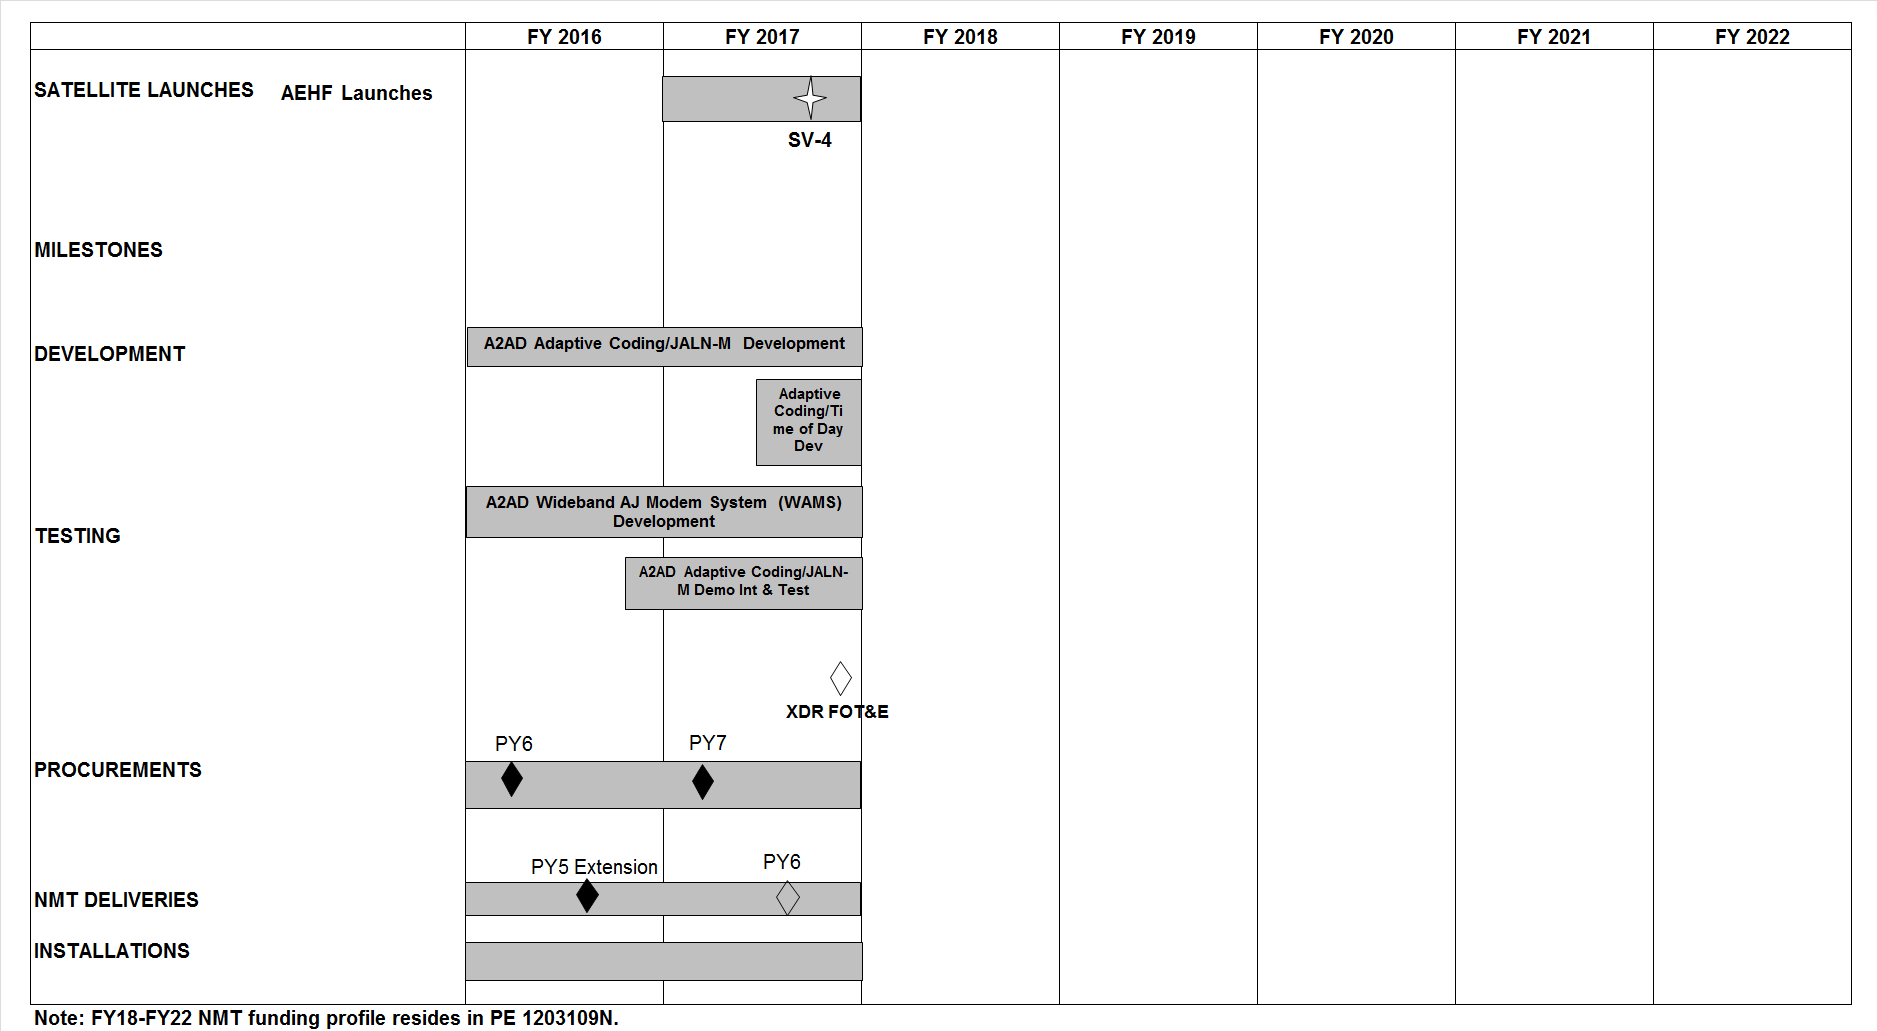 FY 2016 FY 2017 FY 2018 FY 2019 FY 2020 FY 2021 FY 2022
SATELLITE LAUNCHES AEHF Launches
SV-4
MILESTONES
DEVELOPMENT
A2AD Adaptive Coding/JALN-M Development
Adaptive
Coding/Ti
me of Day
Dev
TESTING
A2AD Wideband AJ Modem System (WAMS)
Development
A2AD Adaptive Coding/JALN-
M Demo Int & Test
XDR FOT&E
PY6 PY7
PROCUREMENTS
PY5 Extension PY6
NMT DELIVERIES
INSTALLATIONS
Note: FY18-FY22 NMT funding profile resides in PE 1203109N.